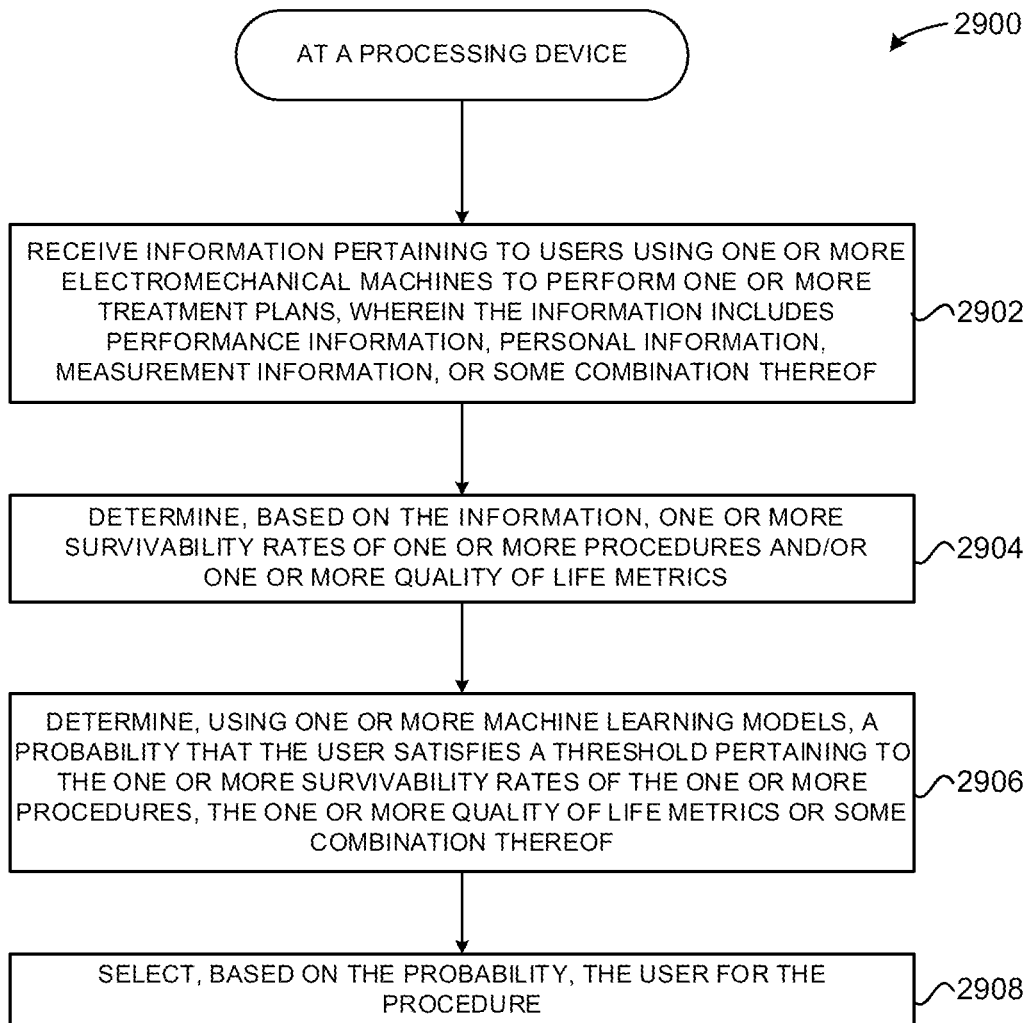 2900
AT A PROCESSING DEVICE
RECEIVE INFORMATION PERTAINING TO USERS USING ONE OR MORE
ELECTROMECHANICAL MACHINES TO PERFORM ONE OR MORE
TREATMENT PLANS, WHEREIN THE INFORMATION INCLUDES
PERFORMANCE INFORMATION, PERSONAL INFORMATION,
MEASUREMENT INFORMATION, OR SOME COMBINATION THEREOF
2902
DETERMINE, BASED ON THE INFORMATION, ONE OR MORE
SURVIVABILITY RATES OF ONE OR MORE PROCEDURES AND/OR
ONE OR MORE QUALITY OF LIFE METRICS
2904
DETERMINE, USING ONE OR MORE MACHINE LEARNING MODELS, A
PROBABILITY THAT THE USER SATISFIES A THRESHOLD PERTAINING TO
THE ONE OR MORE SURVIVABILITY RATES OF THE ONE OR MORE
PROCEDURES, THE ONE OR MORE QUALITY OF LIFE METRICS OR SOME
COMBINATION THEREOF
2906
SELECT, BASED ON THE PROBABILITY, THE USER FOR THE
PROCEDURE
2908